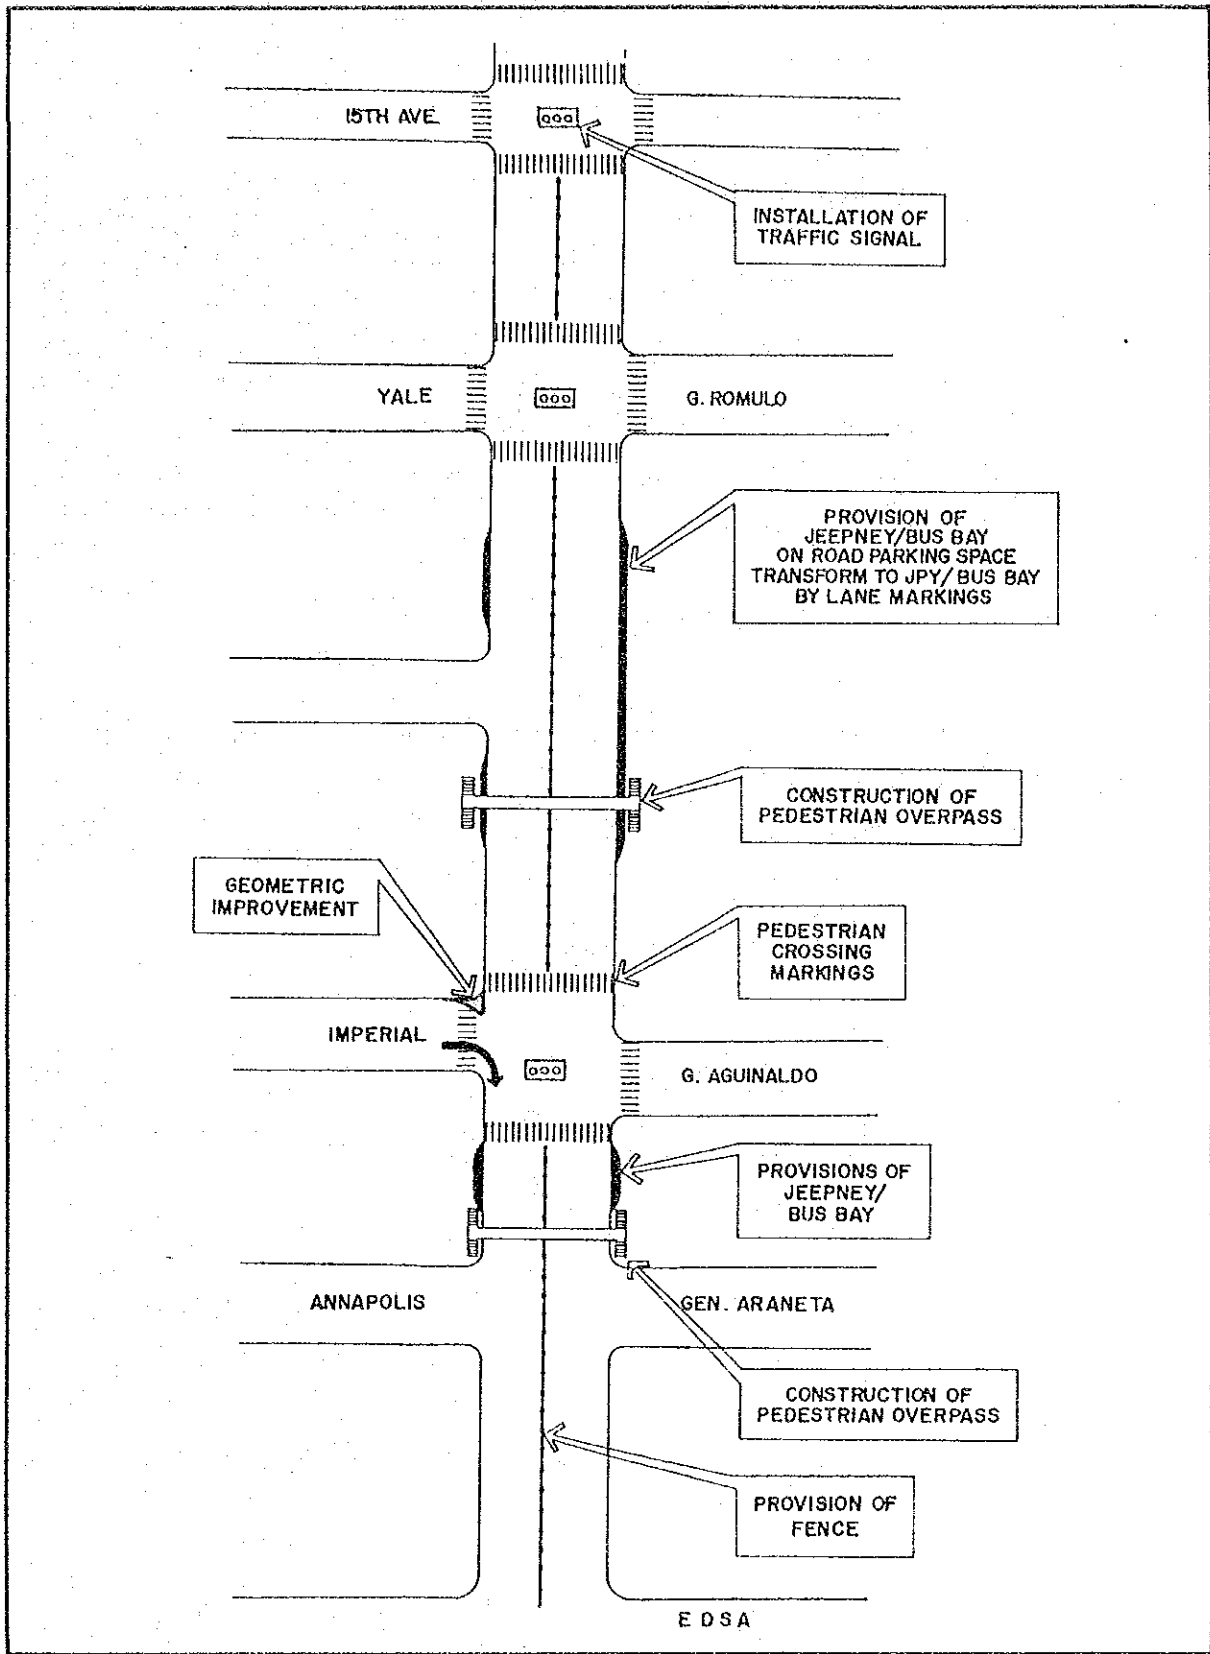 15TH AVE.
INSTALLATION OF
TRAFFIC SIGNAL
YALE
G. ROMULO
PROVISION OF
JEEPNEY/BUS BAY
ON ROAD PARKING SPACE
TRANSFORM TO JPY/BUS BAY
BY LANE MARKINGS
CONSTRUCTION OF
PEDESTRIAN OVERPASS
GEOMETRIC
IMPROVEMENT
PEDESTRIAN
CROSSING
MARKINGS
IMPERIAL
G. AGUINALDO
PROVISIONS OF
JEEPNEY/
BUS BAY
ANNAPOLIS
GEN. ARANETA
CONSTRUCTION OF
PEDESTRIAN OVERPASS
PROVISION OF
FENCE
EDSA